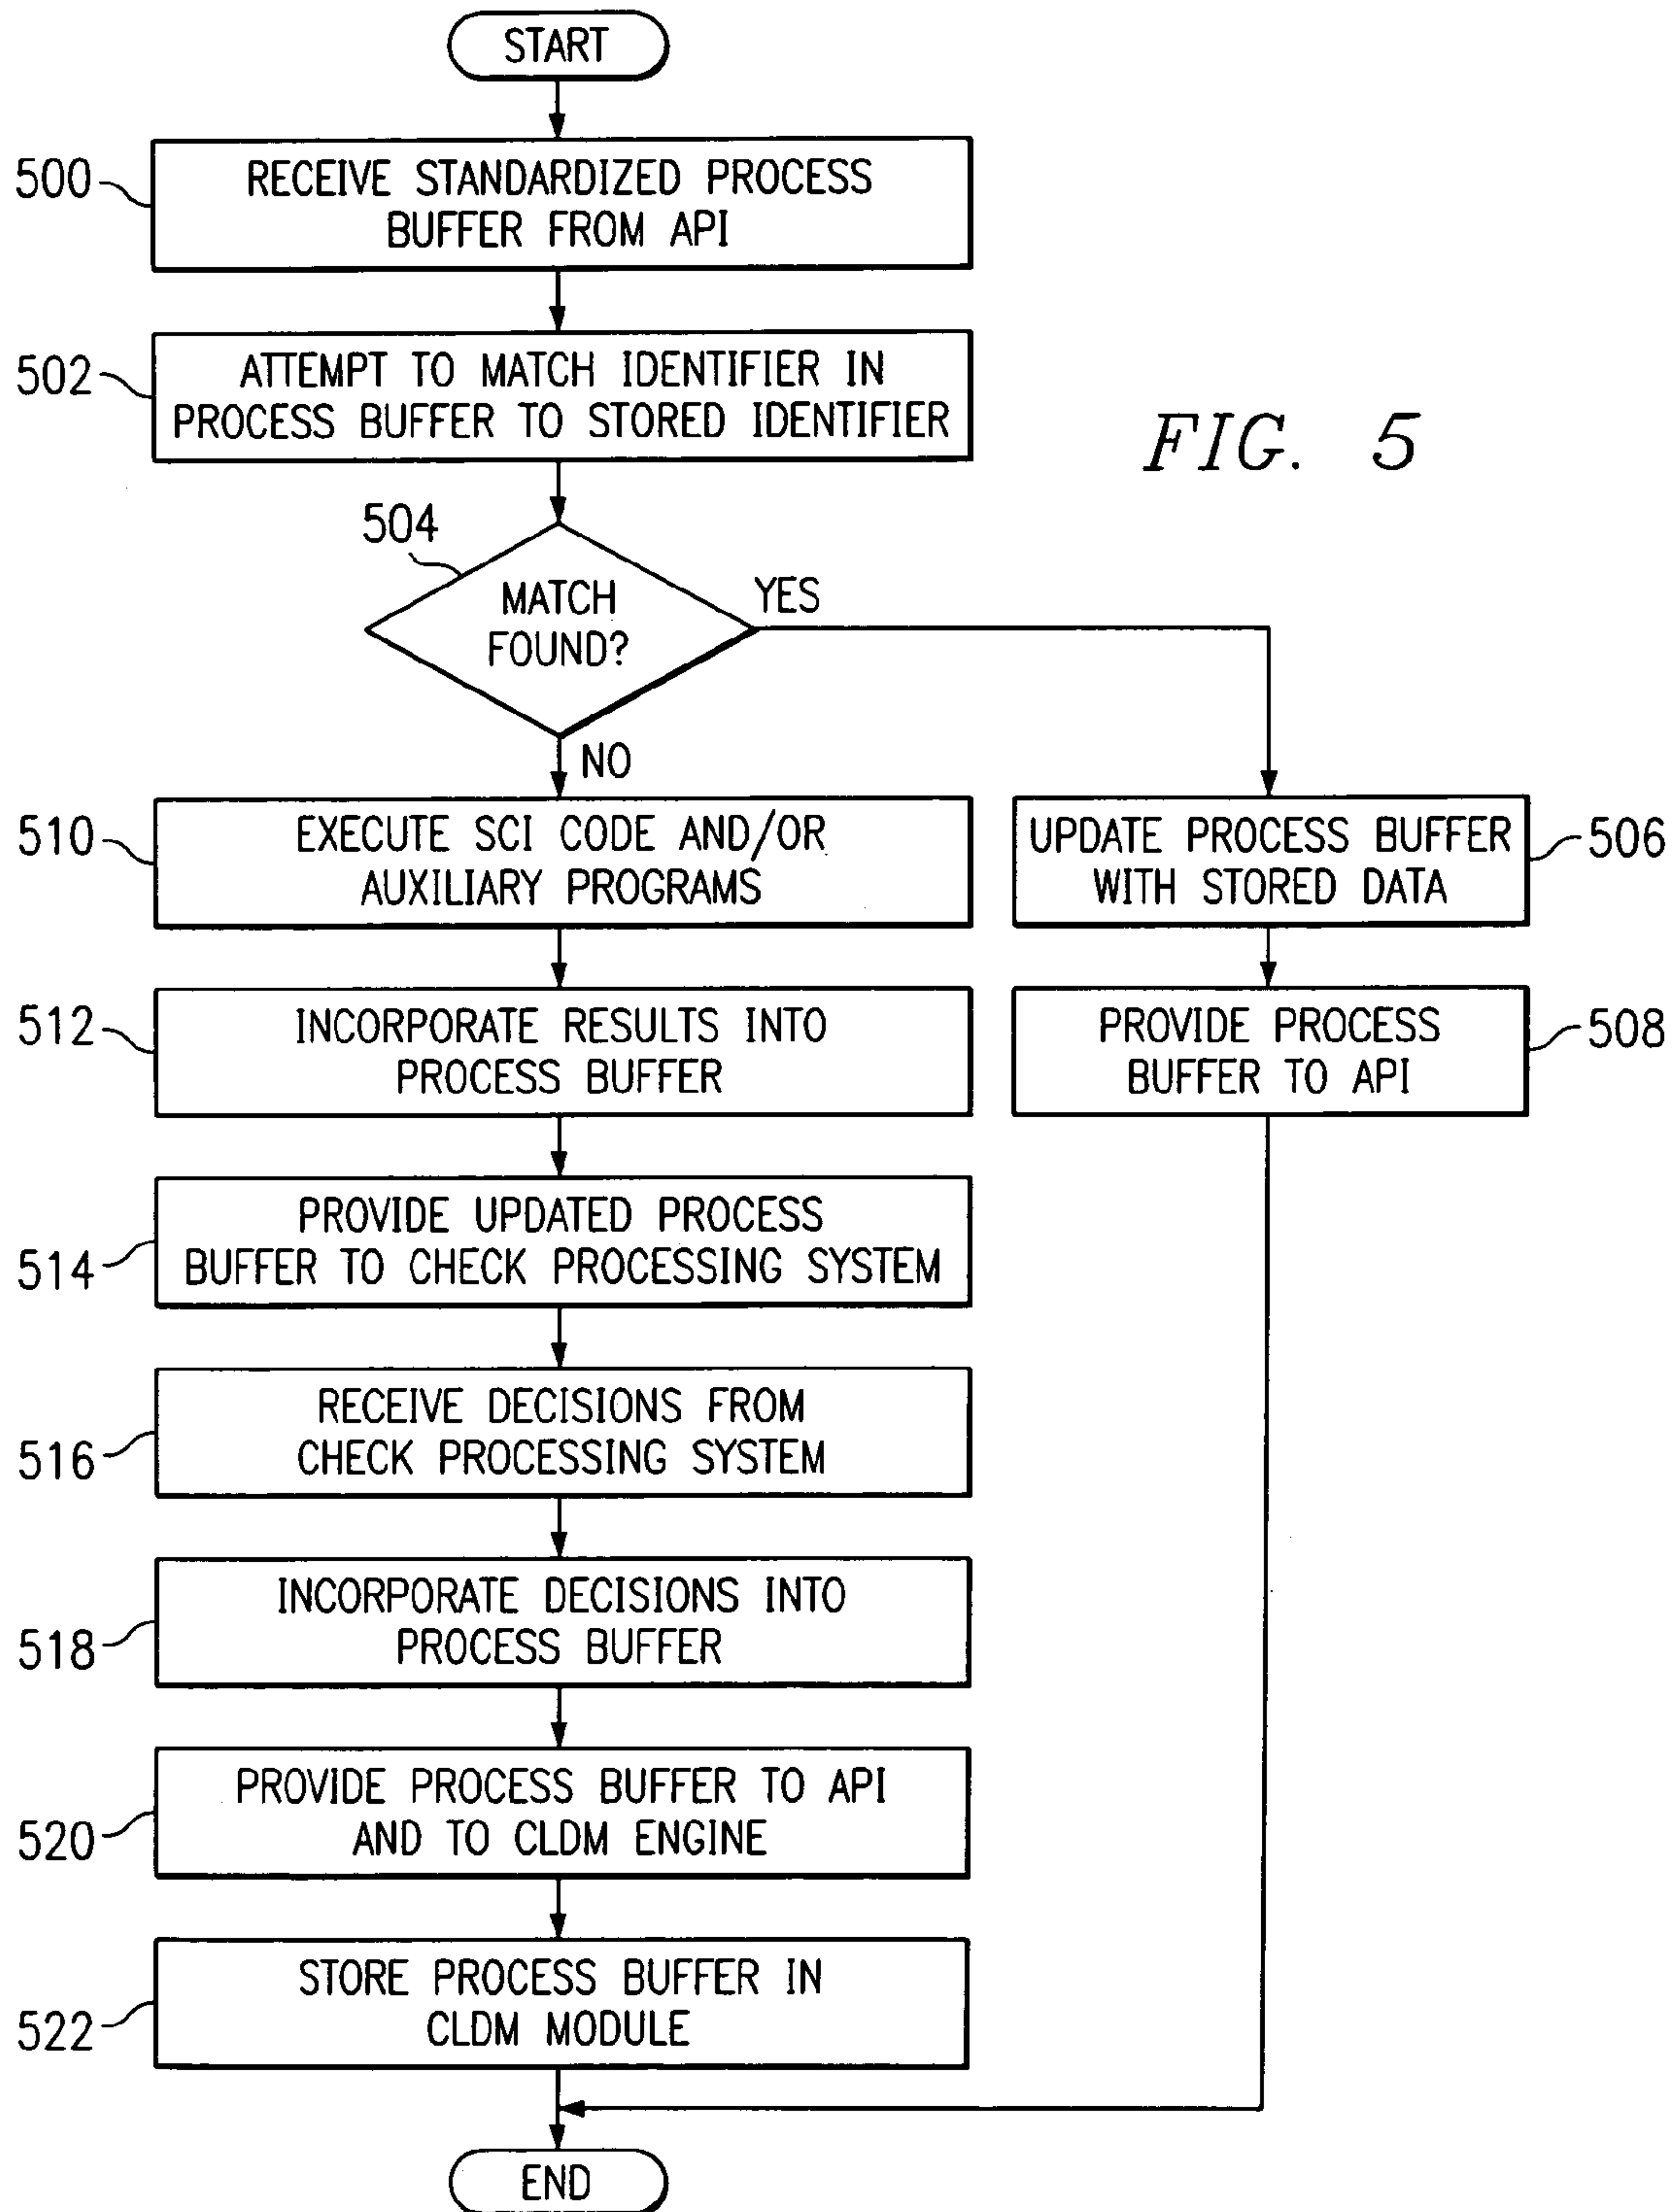 START
500
RECEIVE STANDARDIZED PROCESS
BUFFER FROM API
502
ATTEMPT TO MATCH IDENTIFIER IN
PROCESS BUFFER TO STORED IDENTIFIER
FIG. 5
504
MATCH
FOUND?
YES
NO
510
EXECUTE SCI CODE AND/OR
AUXILIARY PROGRAMS
UPDATE PROCESS BUFFER
WITH STORED DATA
506
512
INCORPORATE RESULTS INTO
PROCESS BUFFER
PROVIDE PROCESS
BUFFER TO API
508
514
PROVIDE UPDATED PROCESS
BUFFER TO CHECK PROCESSING SYSTEM
516
RECEIVE DECISIONS FROM
CHECK PROCESSING SYSTEM
518
INCORPORATE DECISIONS INTO
PROCESS BUFFER
520
PROVIDE PROCESS BUFFER TO API
AND TO CLDM ENGINE
522
STORE PROCESS BUFFER IN
CLDM MODULE
END